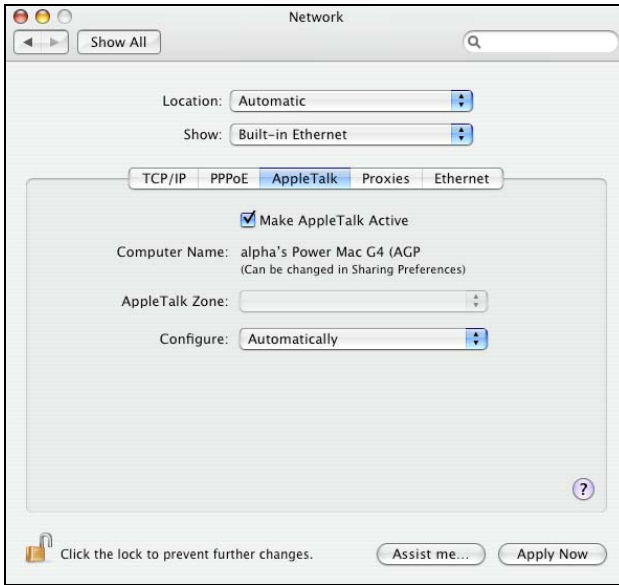 Network
Show All
Location: Automatic
Show: Built-in Ethernet
TCP/IP PPPoE AppleTalk Proxies Ethernet
Make AppleTalk Active
Computer Name: alpha's Power Mac G4 (AGP
(Can be changed in Sharing Preferences)
AppleTalk Zone:
Configure: Automatically
?
Click the lock to prevent further changes. Assist me... Apply Now